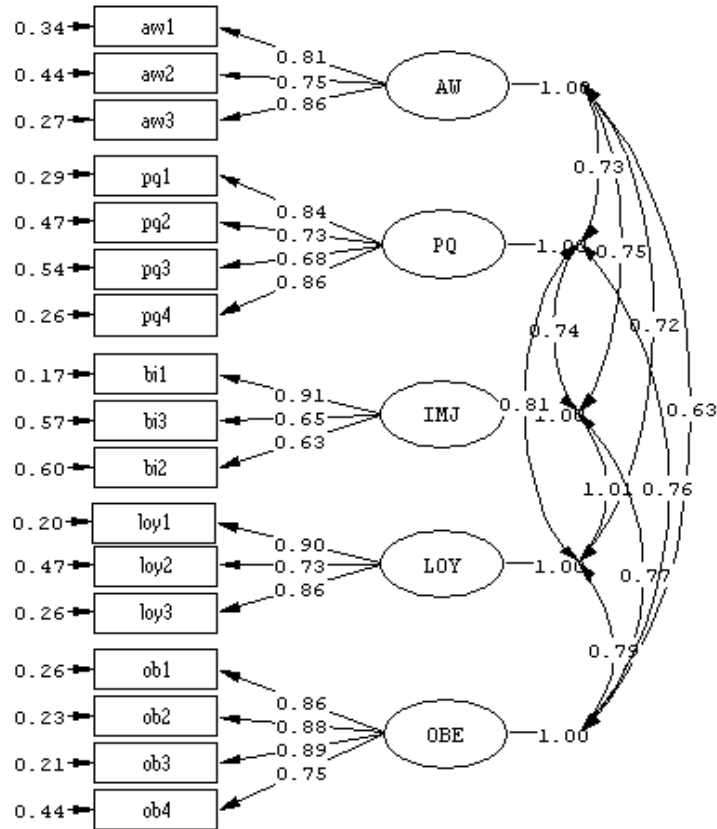 0.34 aw1
0.81
0.44 aw2 0.75 AW 1.00
0.86
0.27 aw3
0.73
0.29 pq1
0.84
0.47 pq2 0.73
PQ 1.00 0.75
0.54 pq3 0.68
0.86
0.26 pq4
0.74 0.72
0.17 bi1
0.91
0.57 bi3 0.65 IMJ 0.81 1.00 0.63
0.63
0.60 bi2
1.01 0.76
0.20 loy1
0.90
0.47 loy2 0.73 LOY 1.00
0.77
0.86
0.26 loy3
0.79
0.26 ob1
0.86
0.23 ob2 0.88
OBE 1.00
0.89
0.21 ob3
0.75
0.44 ob4